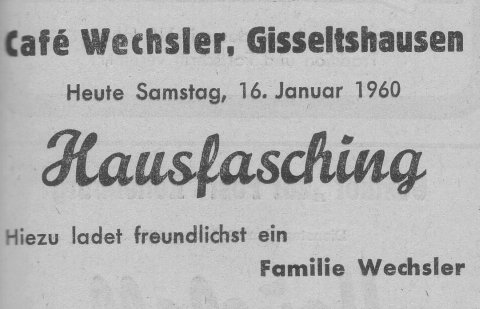 Café Wechsler, Gisseltshausen
Heute Samstag, 16. Januar 1960
Hausfasching
Hiezu ladet freundlichst ein
Familie Wechsler